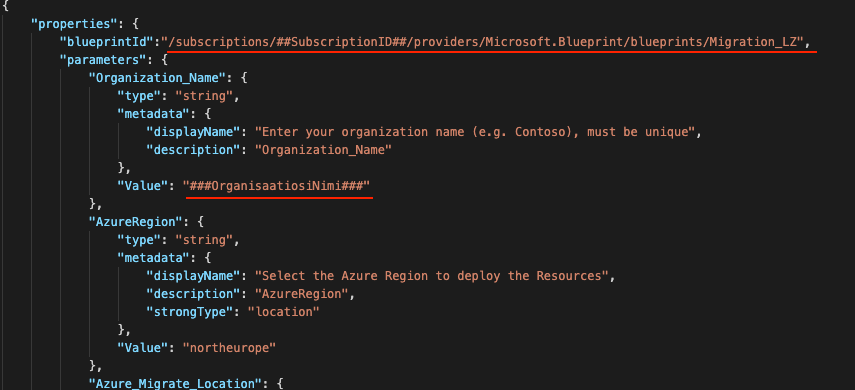 {
"properties": {
"blueprintId":"/subscriptions/##SubscriptionID##/providers/Microsoft.Blueprint/blueprints/Migration_LZ",
"parameters": {
"Organization_Name": {
"type": "string",
"metadata": {
"displayName": "Enter your organization name (e.g. Contoso), must be unique",
"description": "Organization_Name"
},
"Value": "###OrganisaatiosiNimi###"
},
"AzureRegion": {
"type": "string",
"metadata": {
"displayName": "Select the Azure Region to deploy the Resources",
"description": "AzureRegion",
"strongType": "location"
},
"Value": "northeurope"
},
"Azure_Migrate_Location": {